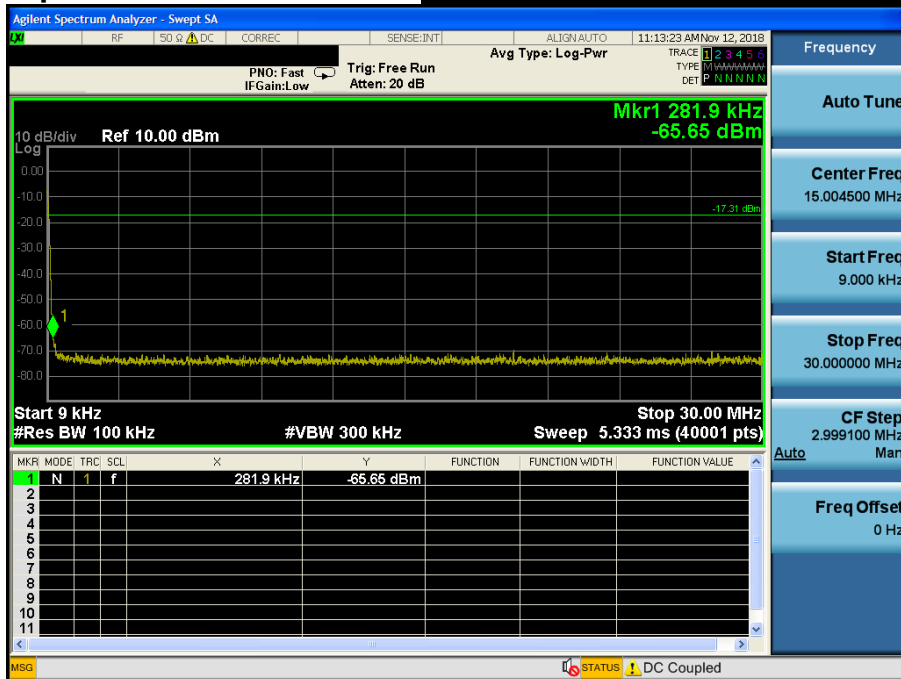 Agilent Spectrum Analyzer - Swept SA
LXI RF 50 Ω DC CORREC SENSE:INT ALIGNAUTO 11:13:23 AM Nov 12, 2018
Frequency
Avg Type: Log-Pwr
TRACE 1 2 3 4 5 6
PNO: Fast Trig: Free Run
TYPE M WWWWW
IFGain:Low Atten: 20 dB
DET P N N N N N
Auto Tune
Mkr1 281.9 kHz
10 dB/div Ref 10.00 dBm -65.65 dBm
Log
0.00
Center Freq
-10.0
15.004500 MHz
-17.31 dBm
-20.0
-30.0
Start Freq
-40.0
9.000 kHz
-50.0
1
-60.0
Stop Freq
-70.0
30.000000 MHz
-80.0
Start 9 kHz Stop 30.00 MHz
#Res BW 100 kHz #VBW 300 kHz Sweep 5.333 ms (40001 pts)
CF Step
2.999100 MHz
Auto Man
MKR MODE TRC SCL X Y FUNCTION FUNCTION WIDTH FUNCTION VALUE
1 N 1 f 281.9 kHz -65.65 dBm
2
3
Freq Offset
4
0 Hz
5
6
7
8
9
10
11
MSG STATUS DC Coupled